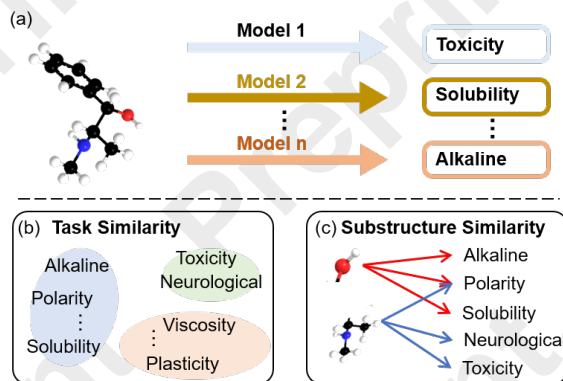 (a)
Model 1
Toxicity
Model 2
Solubility
⋮
⋮
Model n
Alkaline
(b) Task Similarity
Alkaline
Polarity
⋮
Solubility
Toxicity
Neurological
Viscosity
⋮
Plasticity
(c) Substructure Similarity
Alkaline
Polarity
Solubility
Neurological
Toxicity
Preprint